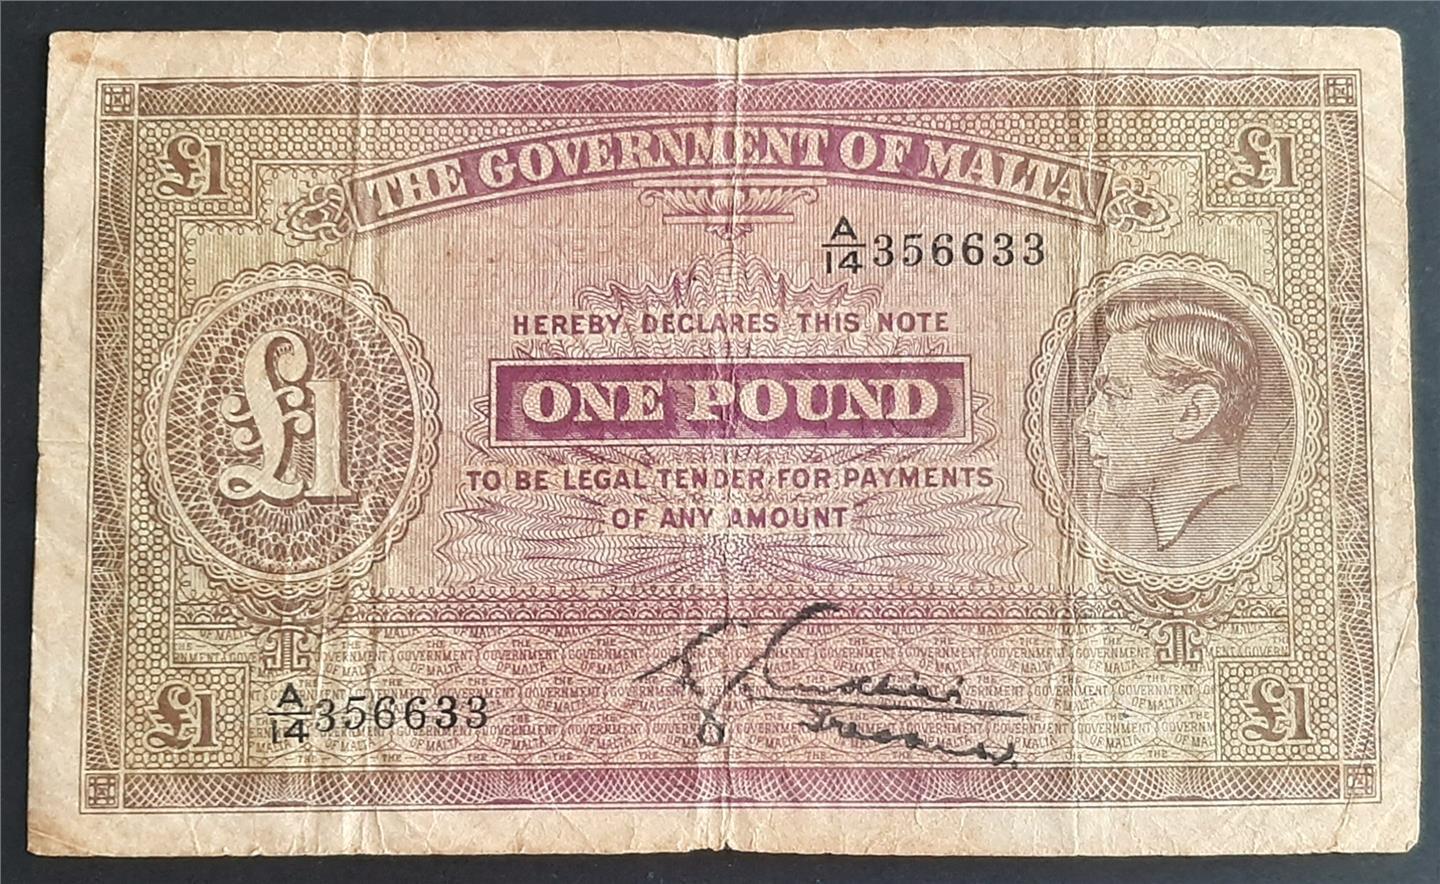 THE GOVERNMENT OF MALTA
£1
£1
A/14 356633
HEREBY DECLARES THIS NOTE
£1
ONE POUND
TO BE LEGAL TENDER FOR PAYMENTS
OF ANY AMOUNT
A/14 356633
Treasurer.
£1
£1